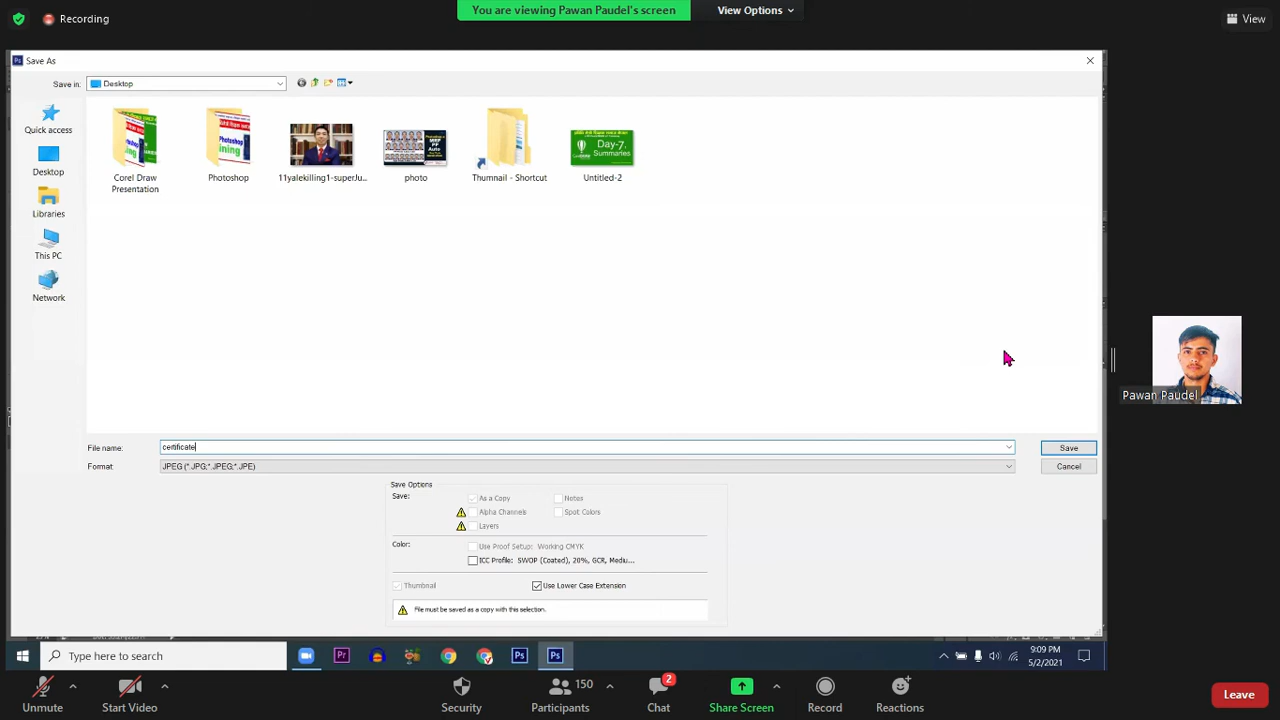 Recording
You are viewing Pawan Paudel's screen
View Options
View
Save As
Save in:
Desktop
Quick access
Desktop
Libraries
This PC
Network
Corel Draw
Presentation
Photoshop
11yalekilling1-superJu...
photo
Thumnail - Shortcut
Day-7.
Summaries
Untitled-2
File name:
certificate
Save
Format:
JPEG (*.JPG;*.JPEG;*.JPE)
Cancel
Save Options
Save:
As a Copy
Notes
Alpha Channels
Spot Colors
Layers
Color:
Use Proof Setup: Working CMYK
ICC Profile: SWOP (Coated), 20%, GCR, Mediu...
Thumbnail
Use Lower Case Extension
File must be saved as a copy with this selection.
Pawan Paudel
Type here to search
9:09 PM
5/2/2021
Unmute
Start Video
Security
Participants
150
Chat
2
Share Screen
Record
Reactions
Leave